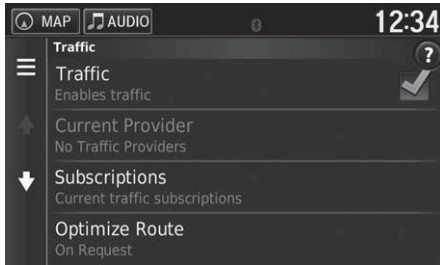 MAP AUDIO 12:34
Traffic ?
Traffic
Enables traffic
Current Provider
No Traffic Providers
Subscriptions
Current traffic subscriptions
Optimize Route
On Request